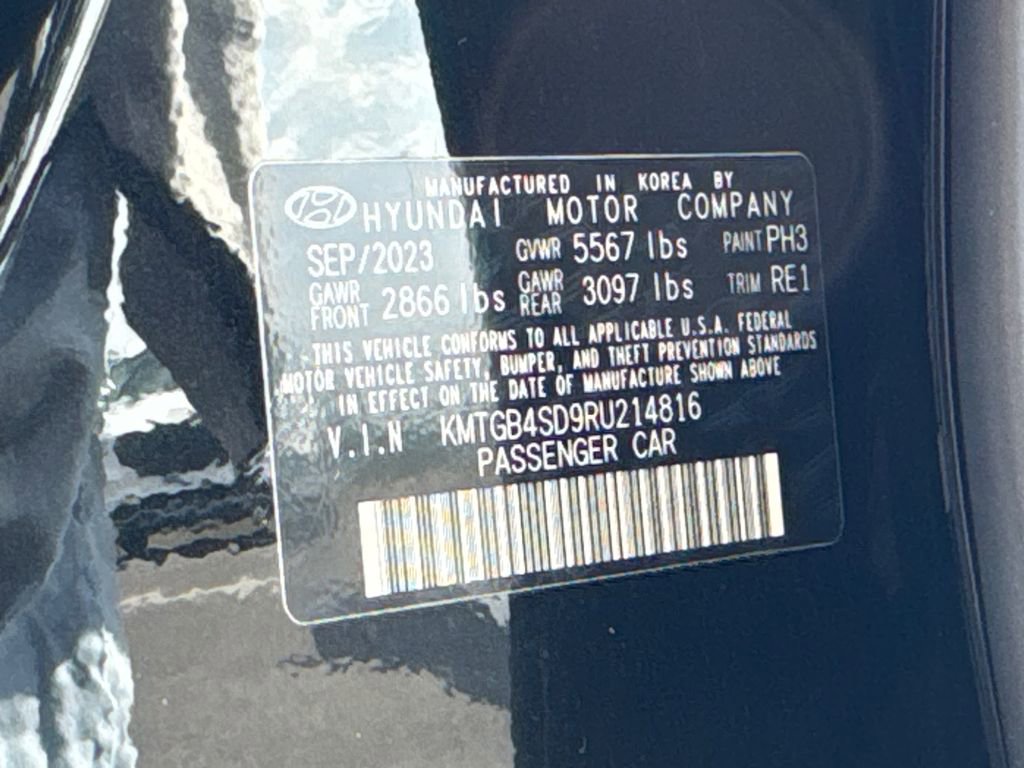 MANUFACTURED IN KOREA BY
HYUNDAI MOTOR COMPANY
SEP/2023 GVWR 5567 lbs PAINT PH3
GAWR FRONT 2866 lbs GAWR REAR 3097 lbs TRIM RE1
THIS VEHICLE CONFORMS TO ALL APPLICABLE U.S.A. FEDERAL
MOTOR VEHICLE SAFETY, BUMPER, AND THEFT PREVENTION STANDARDS
IN EFFECT ON THE DATE OF MANUFACTURE SHOWN ABOVE
V.I.N KMTGB4SD9RU214816
PASSENGER CAR